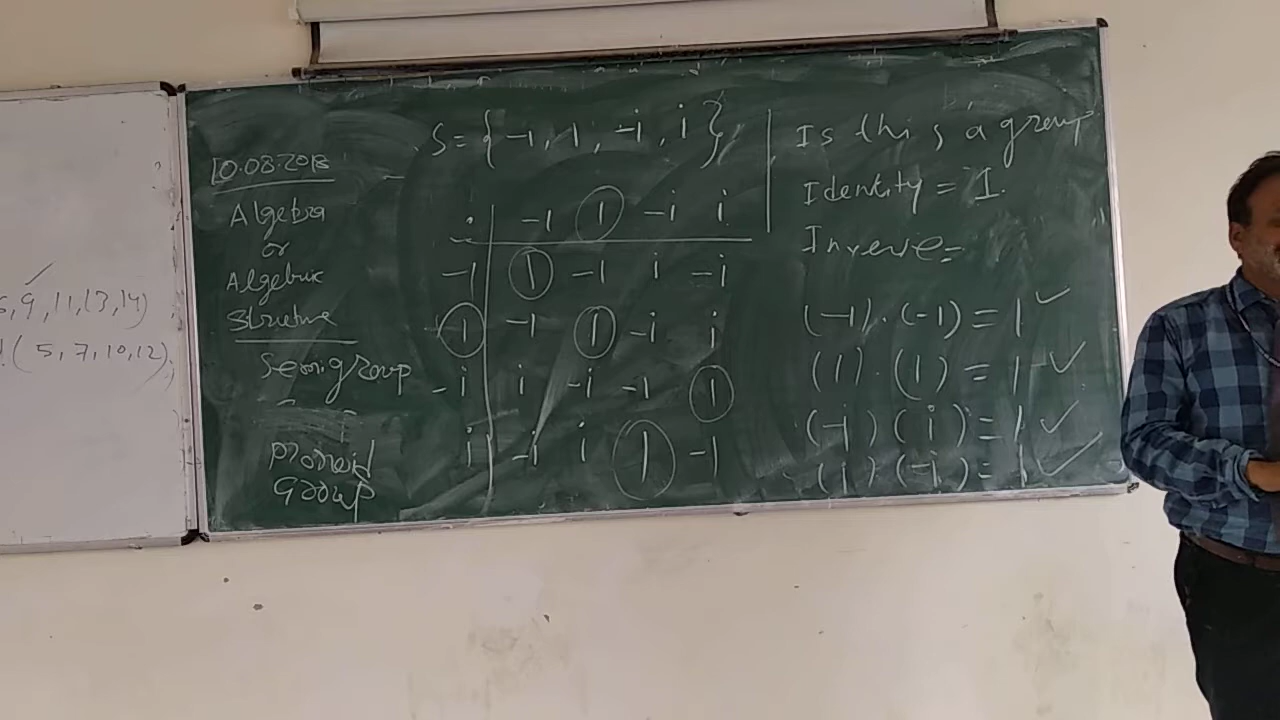 6, 9, 11, 13, 14)
( 5, 7, 10, 12)
10.08.2018
Algebra
or
Algebric
Structure
Semigroup
Group
S = { -1, 1, -i, i }
. -1 1 -i i
-1 1 -1 i -i
1 -1 1 -i i
-i i -i -1 1
i -i i 1 -1
Is this a group
Identity = 1.
Inverse =
(-1) . (-1) = 1 ✓
(1) . (1) = 1 ✓
(-i) (i) = 1 ✓
(i) (-i) = 1 ✓